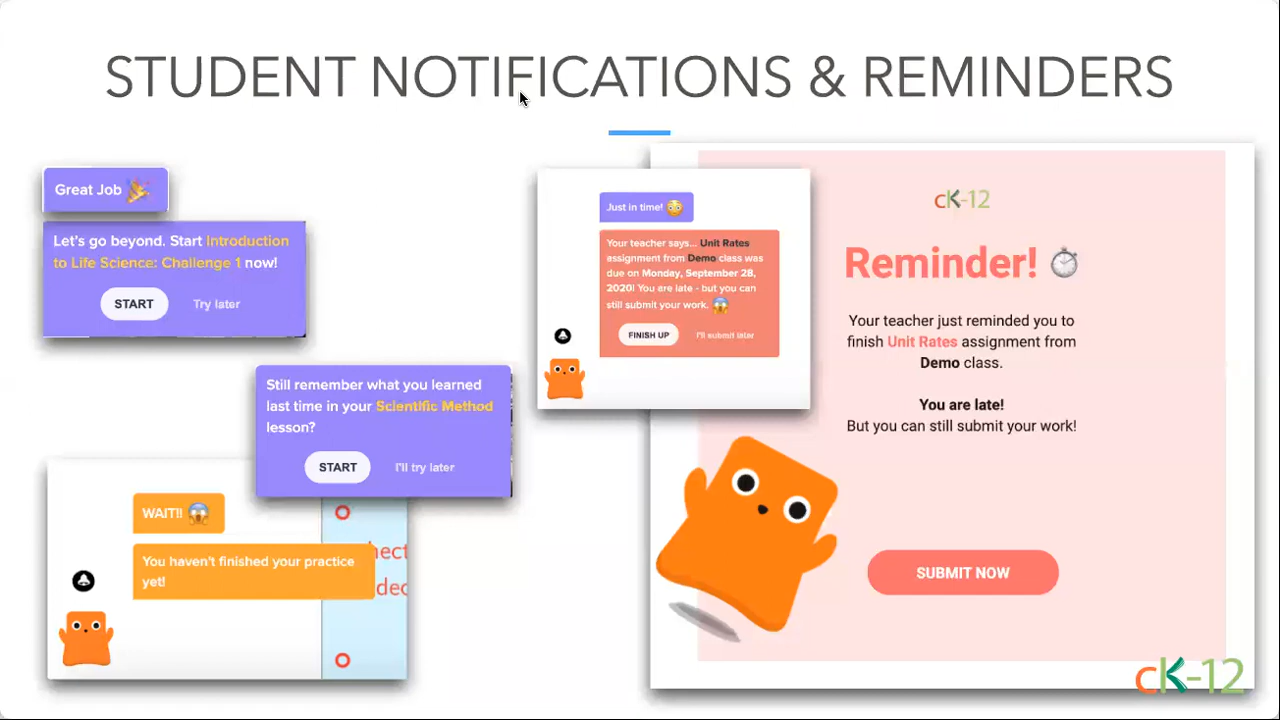 STUDENT NOTIFICATIONS & REMINDERS
Great Job
Let's go beyond. Start Introduction
to Life Science: Challenge 1 now!
START Try later
Still remember what you learned
last time in your Scientific Method
lesson?
START I'll try later
WAIT!!
You haven't finished your practice
yet!
Just in time!
Your teacher says... Unit Rates
assignment from Demo class was
due on Monday, September 28,
2020! You are late - but you can
still submit your work.
FINISH UP I'll submit later
cK-12
Reminder!
Your teacher just reminded you to
finish Unit Rates assignment from
Demo class.
You are late!
But you can still submit your work!
SUBMIT NOW
cK-12